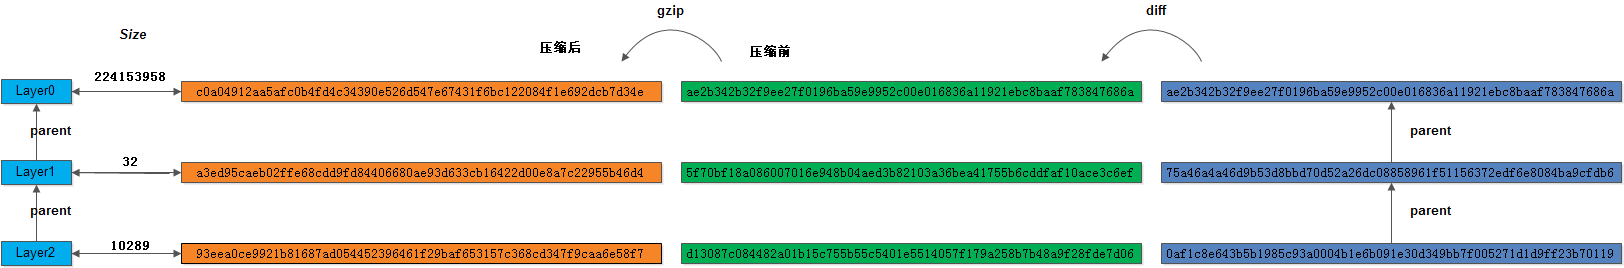 gzip
diff
Size
压缩后
压缩前
Layer0
224153958
c0a04912aa5afc0b4fd4c34390e526d547e67431f6bc122084f1e692dcb7d34e
ae2b342b32f9ee27f0196ba59e9952c00e016836a11921ebc8baaf783847686a
ae2b342b32f9ee27f0196ba59e9952c00e016836a11921ebc8baaf783847686a
parent
parent
Layer1
32
a3ed95caeb02ffe68cdd9fd84406680ae93d633cb16422d00e8a7c22955b46d4
5f70bf18a086007016e948b04aed3b82103a36bea41755b6cddfaf10ace3c6ef
75a46a4a46d9b53d8bbd70d52a26dc08858961f51156372edf6e8084ba9cfdb6
parent
parent
Layer2
10289
93eea0ce9921b81687ad054452396461f29baf653157c368cd347f9caa6e58f7
d13087c084482a01b15c755b55c5401e5514057f179a258b7b48a9f28fde7d06
0af1c8e643b5b1985c93a0004b1e6b091e30d349bb7f005271d1d9ff23b70119